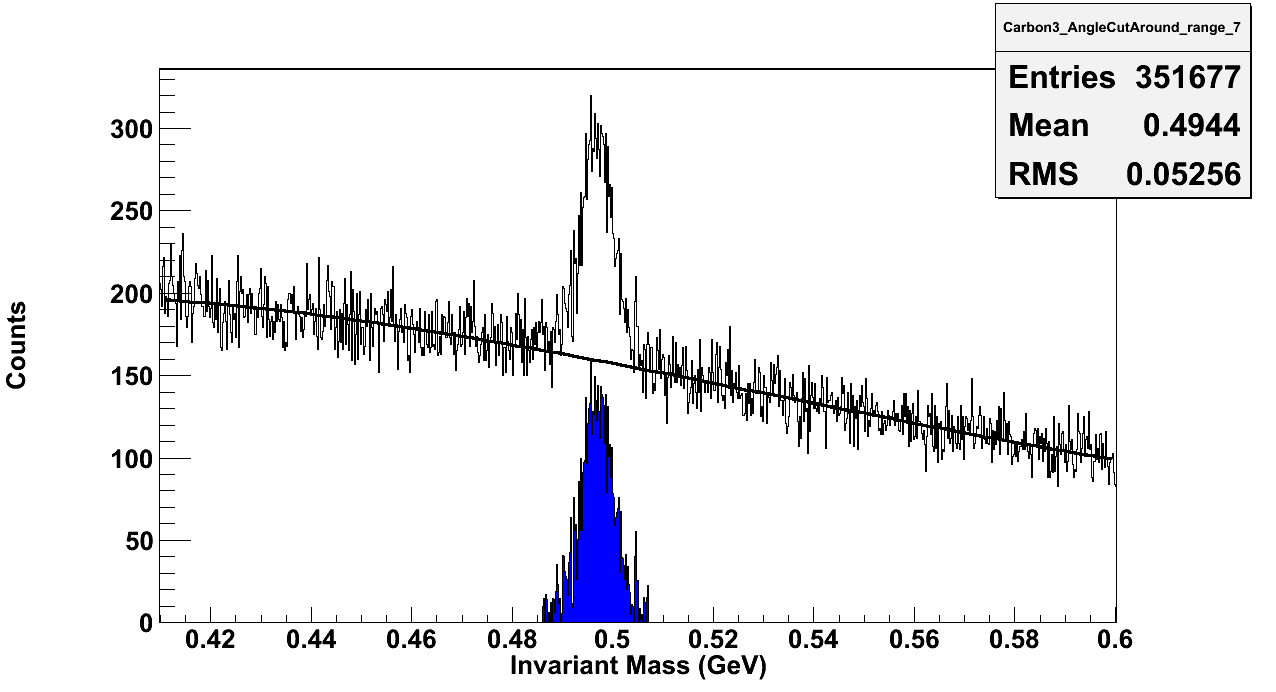 Carbon3_AngleCutAround_range_7
Entries 351677
Mean 0.4944
RMS 0.05256
Counts
300
250
200
150
100
50
0
0.42 0.44 0.46 0.48 0.5 0.52 0.54 0.56 0.58 0.6
Invariant Mass (GeV)